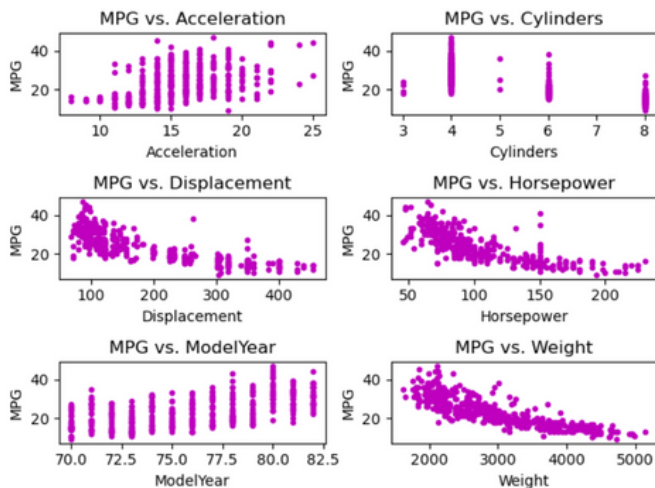 MPG vs. Acceleration
MPG
40
20
10
15
20
25
Acceleration
MPG vs. Cylinders
MPG
40
20
3
4
5
6
7
8
Cylinders
MPG vs. Displacement
MPG
40
20
100
200
300
400
Displacement
MPG vs. Horsepower
MPG
40
20
50
100
150
200
Horsepower
MPG vs. ModelYear
MPG
40
20
70.0
72.5
75.0
77.5
80.0
82.5
ModelYear
MPG vs. Weight
MPG
40
20
2000
3000
4000
5000
Weight